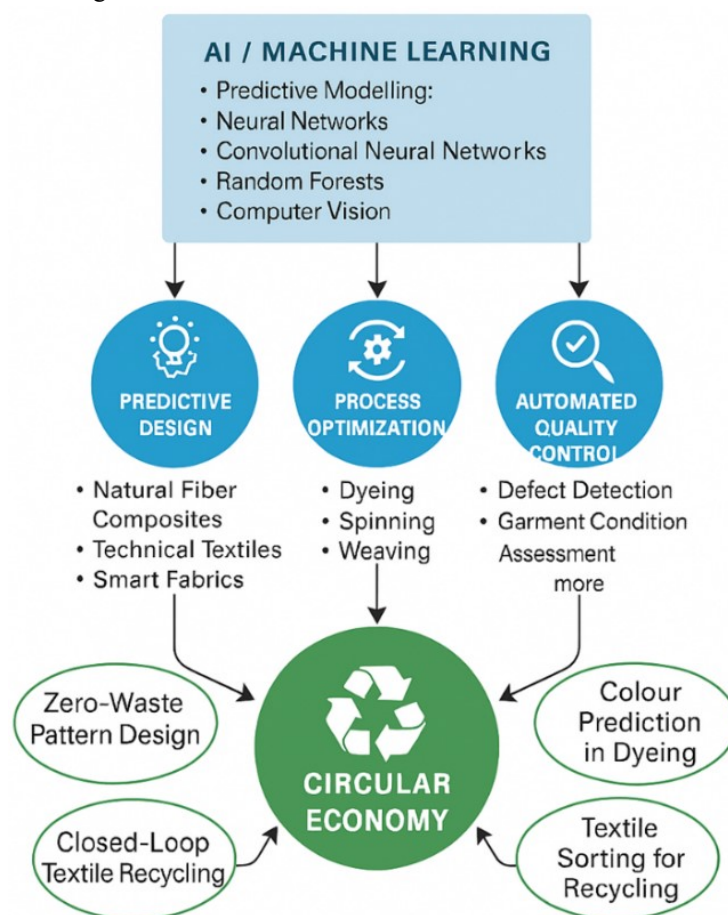 AI / MACHINE LEARNING
• Predictive Modelling:
• Neural Networks
• Convolutional Neural Networks
• Random Forests
• Computer Vision
PREDICTIVE
DESIGN
PROCESS
OPTIMIZATION
AUTOMATED
QUALITY
CONTROL
• Natural Fiber
Composites
• Technical Textiles
• Smart Fabrics
• Dyeing
• Spinning
• Weaving
• Defect Detection
• Garment Condition
Assessment
more
Zero-Waste
Pattern Design
Colour
Prediction
in Dyeing
CIRCULAR
ECONOMY
Closed-Loop
Textile Recycling
Textile
Sorting for
Recycling